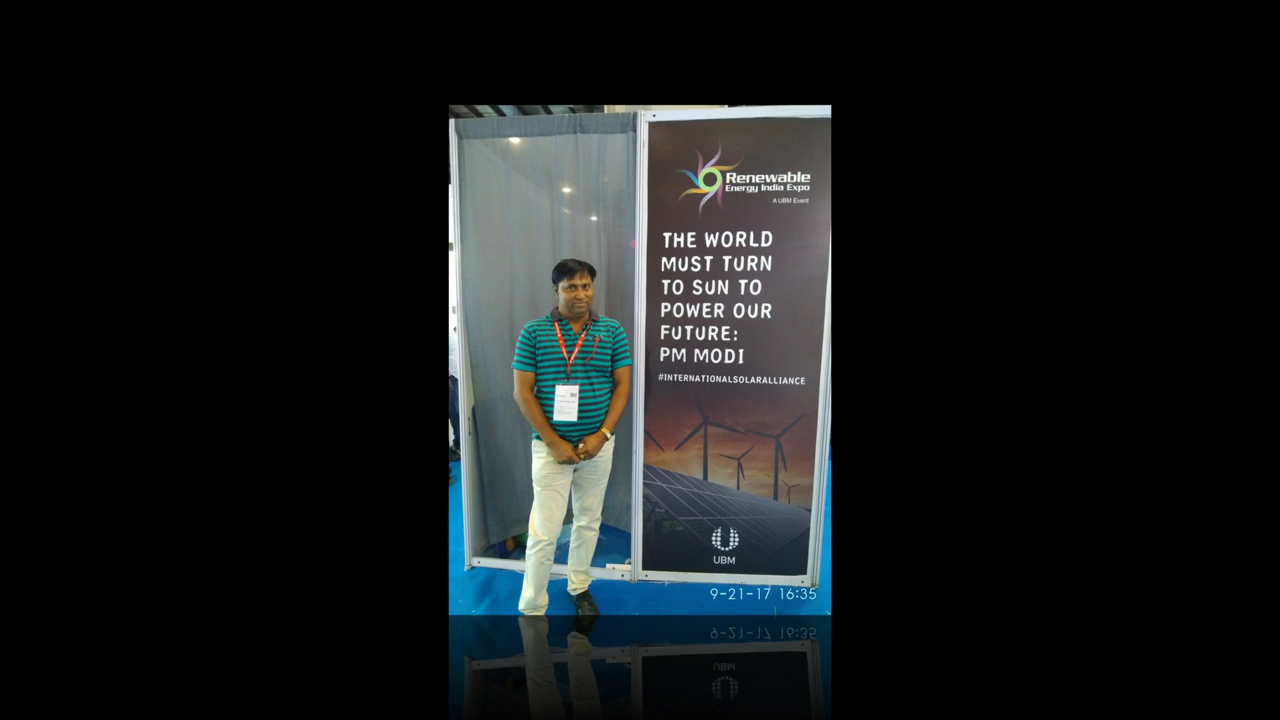 Renewable
Energy India Expo
A UBM Event
THE WORLD
MUST TURN
TO SUN TO
POWER OUR
FUTURE:
PM MODI
#INTERNATIONALSOLARALLIANCE
UBM
9-21-17 16:35